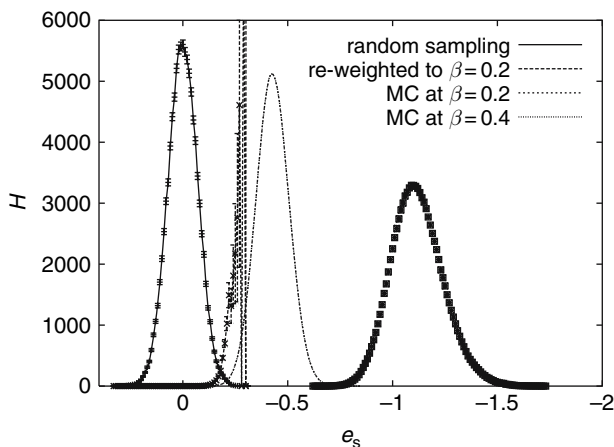 6000
5000
4000
3000
2000
1000
0
H
random sampling
re-weighted to β = 0.2
MC at β = 0.2
MC at β = 0.4
0
–0.5
–1
–1.5
–2
e_s